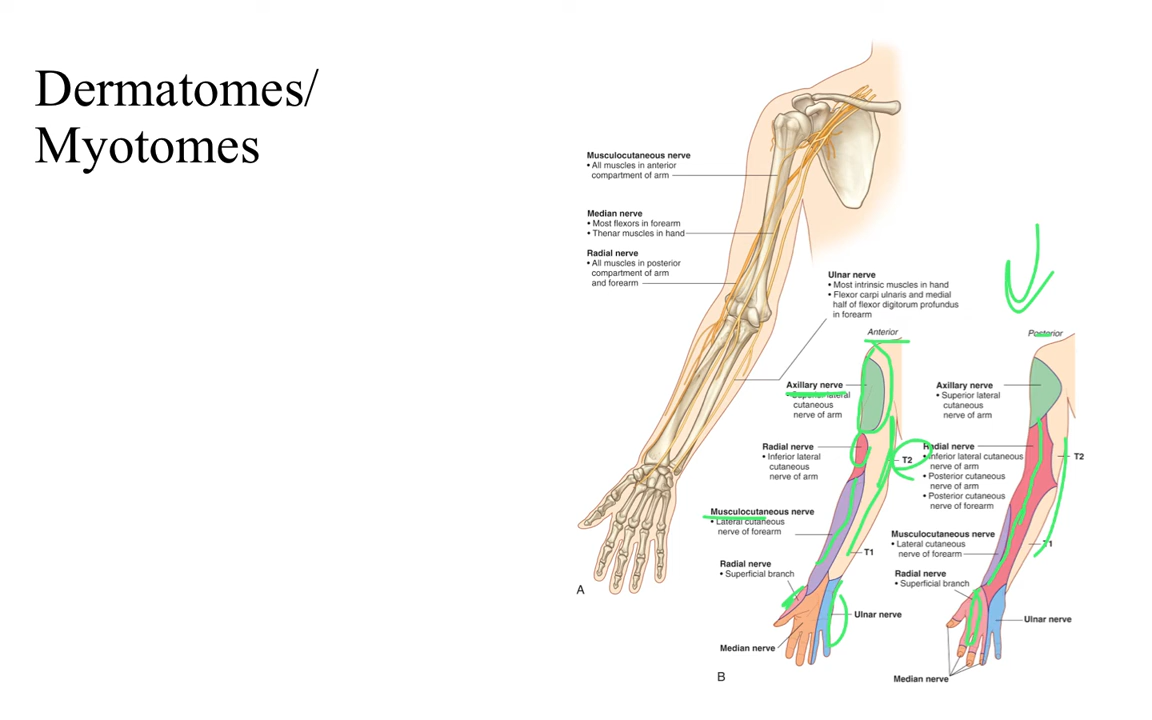 Dermatomes/
Myotomes
Musculocutaneous nerve
• All muscles in anterior
compartment of arm
Median nerve
• Most flexors in forearm
• Thenar muscles in hand
Radial nerve
• All muscles in posterior
compartment of arm
and forearm
Ulnar nerve
• Most intrinsic muscles in hand
• Flexor carpi ulnaris and medial
half of flexor digitorum profundus
in forearm
A
Anterior
Axillary nerve
• Superior lateral
cutaneous
nerve of arm
Radial nerve
• Inferior lateral
cutaneous
nerve of arm
T2
Musculocutaneous nerve
• Lateral cutaneous
nerve of forearm
T1
Radial nerve
• Superficial branch
Ulnar nerve
Median nerve
B
Posterior
Axillary nerve
• Superior lateral
cutaneous
nerve of arm
Radial nerve
• Inferior lateral cutaneous
nerve of arm
• Posterior cutaneous
nerve of arm
• Posterior cutaneous
nerve of forearm
T2
Musculocutaneous nerve
• Lateral cutaneous
nerve of forearm
T1
Radial nerve
• Superficial branch
Ulnar nerve
Median nerve